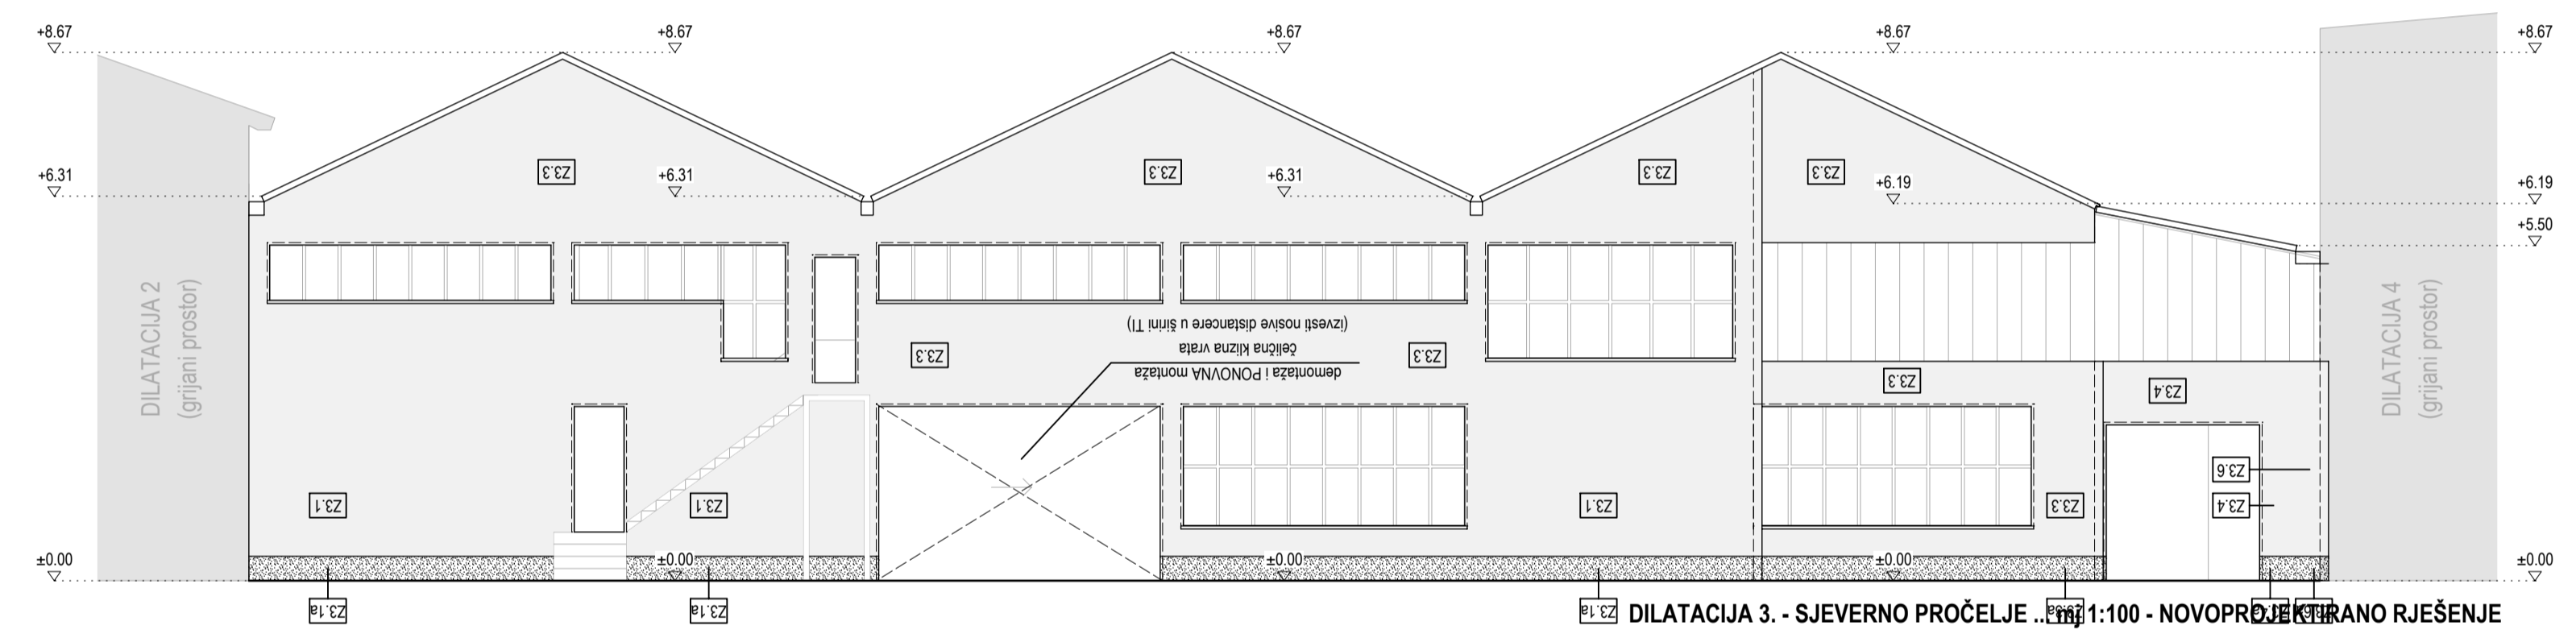 +8.67
+8.67
+8.67
+8.67
+8.67
Z3.3
Z3.3
Z3.3
Z3.3
+6.31
+6.31
+6.31
+6.19
+6.19
+5.50
DILATACIJA 2
(grijani prostor)
DILATACIJA 4
(grijani prostor)
demontaža i PONOVNA montaža
čelična klizna vrata
(izvesti nosive distancere u širini TI)
Z3.3
Z3.3
Z3.3
Z3.4
Z3.6
Z3.1
Z3.1
Z3.1
Z3.3
Z3.4
±0.00
±0.00
±0.00
±0.00
±0.00
Z3.1a
Z3.1a
Z3.1a
DILATACIJA 3. - SJEVERNO PROČELJE ... mj 1:100 - NOVOPROJEKTIRANO RJEŠENJE